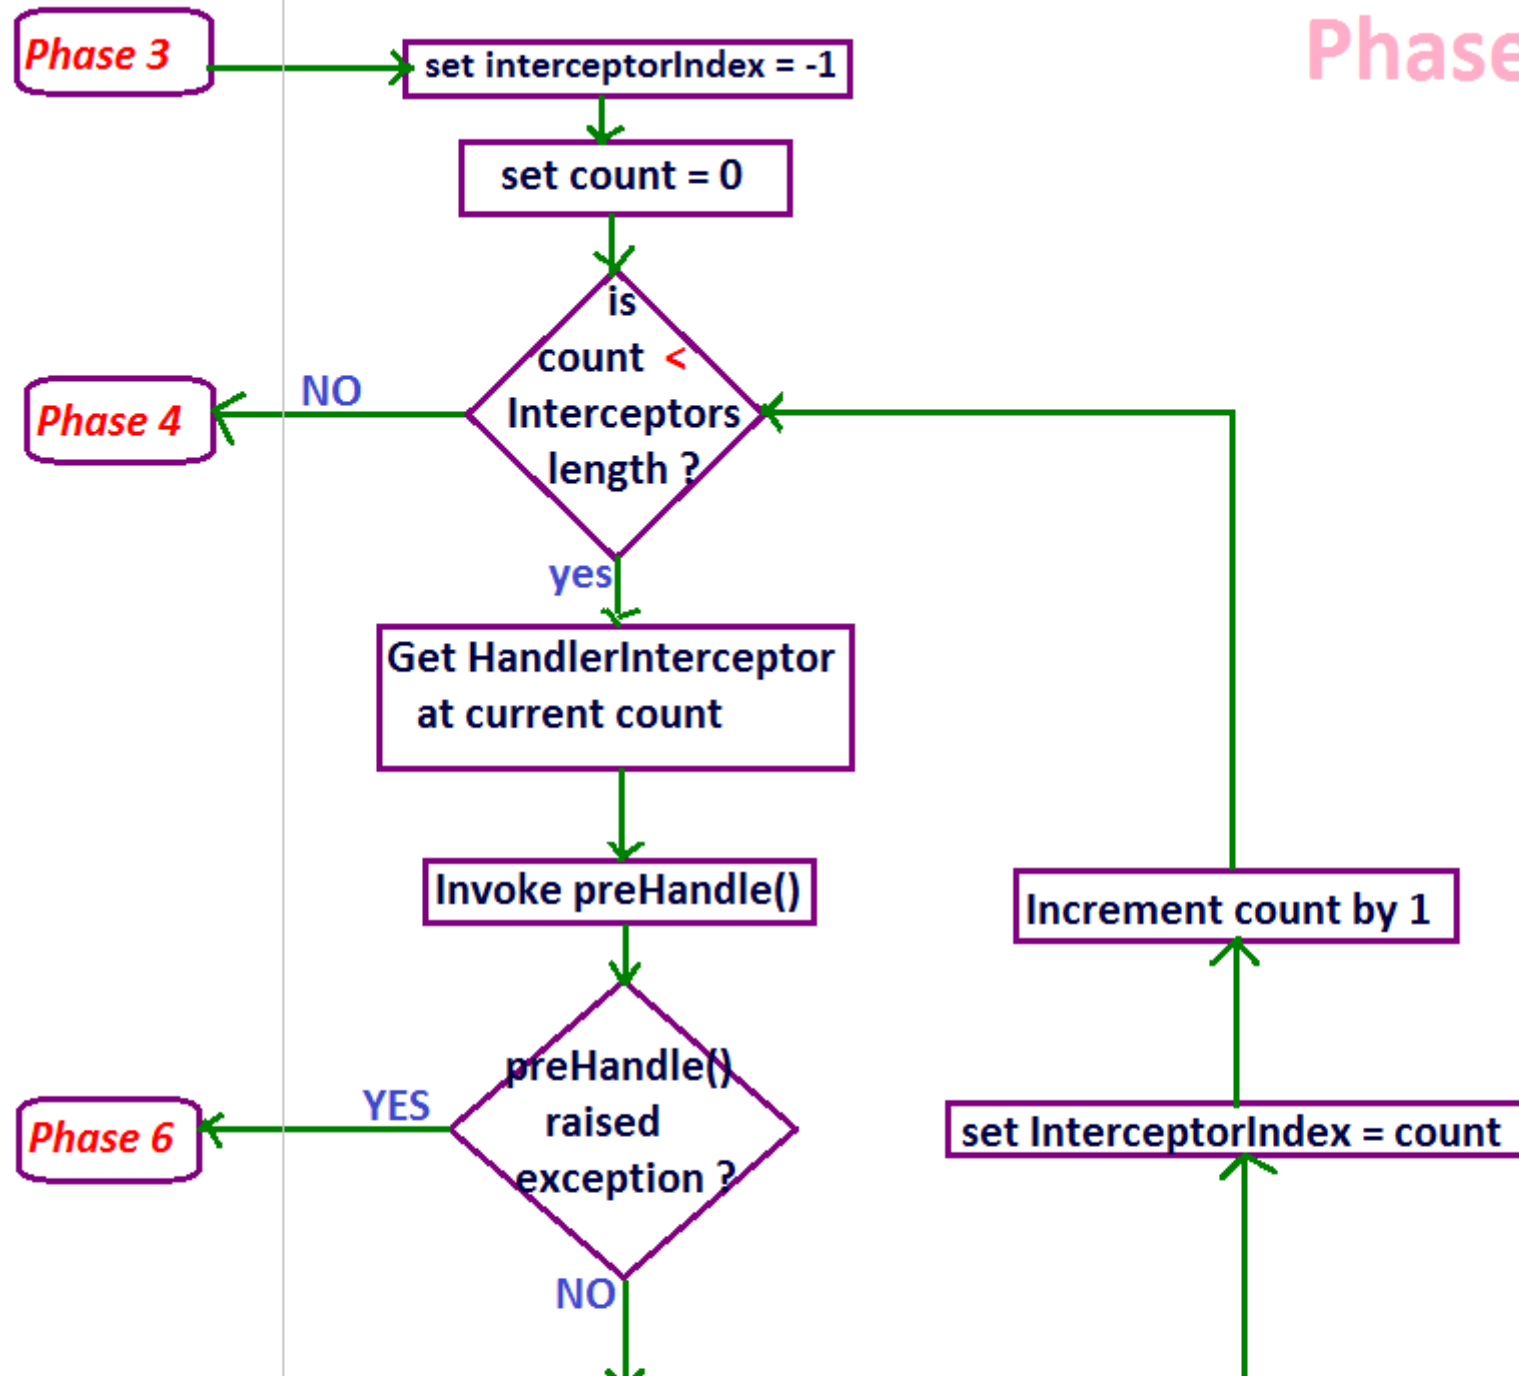 Phase 3
set interceptorIndex = -1
Phase
set count = 0
is
count <
Interceptors
length ?
NO
Phase 4
yes
Get HandlerInterceptor
at current count
Invoke preHandle()
Increment count by 1
preHandle()
raised
exception ?
YES
Phase 6
set InterceptorIndex = count
NO